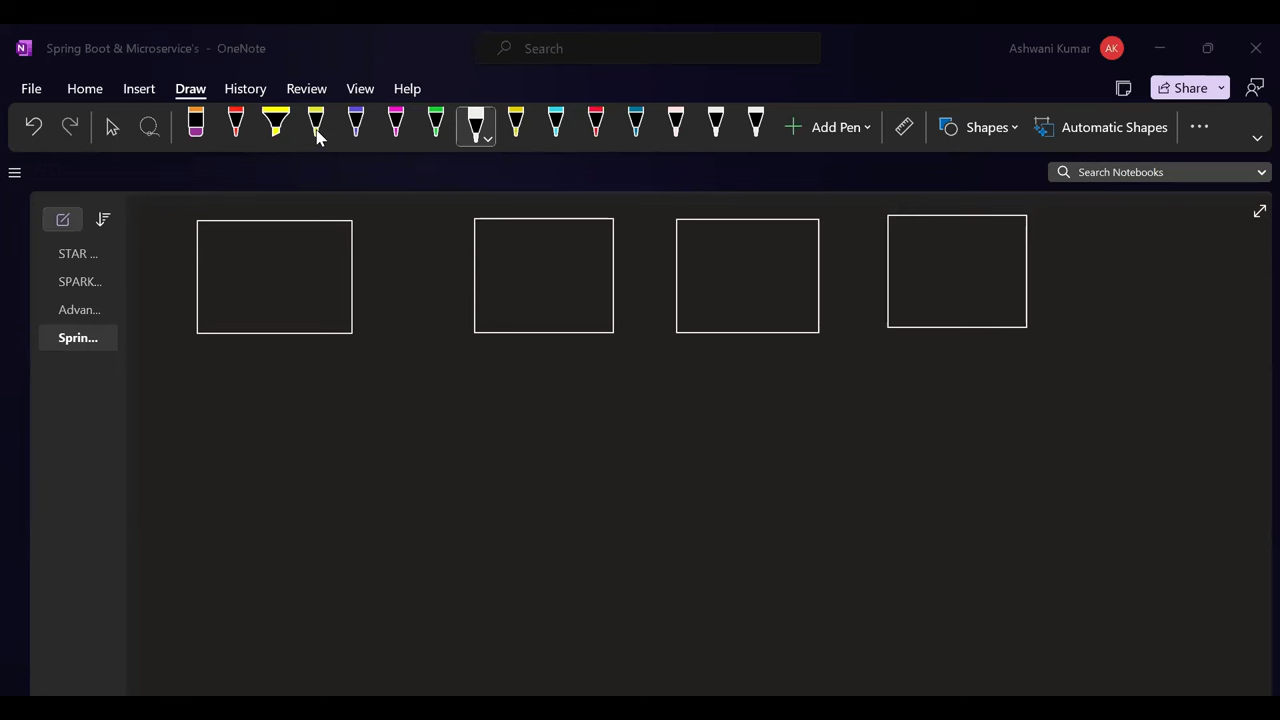 Spring Boot & Microservice's - OneNote
Search
Ashwani Kumar AK
File Home Insert Draw History Review View Help
Share
Add Pen
Shapes
Automatic Shapes
Search Notebooks
STAR ...
SPARK...
Advan...
Sprin...